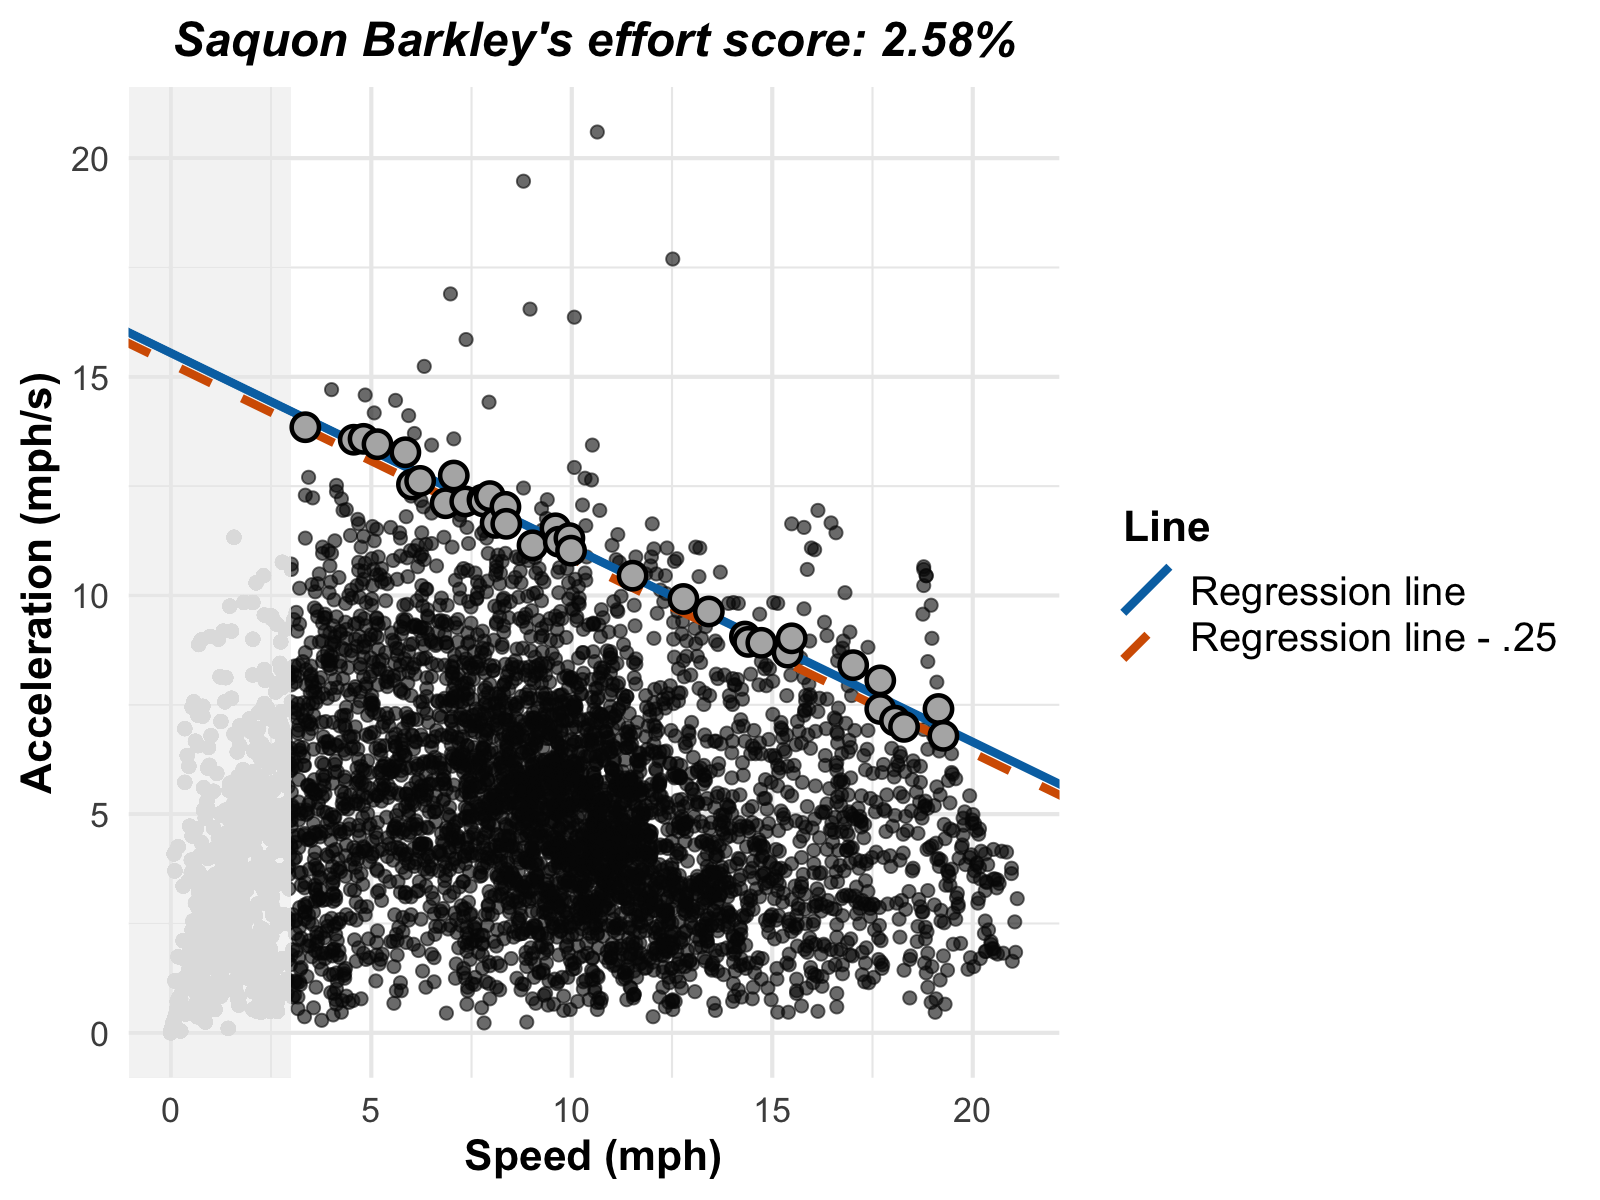 Saquon Barkley's effort score: 2.58%
20
15
10
5
0
Acceleration (mph/s)
0 5 10 15 20
Speed (mph)
Line
Regression line
Regression line - .25